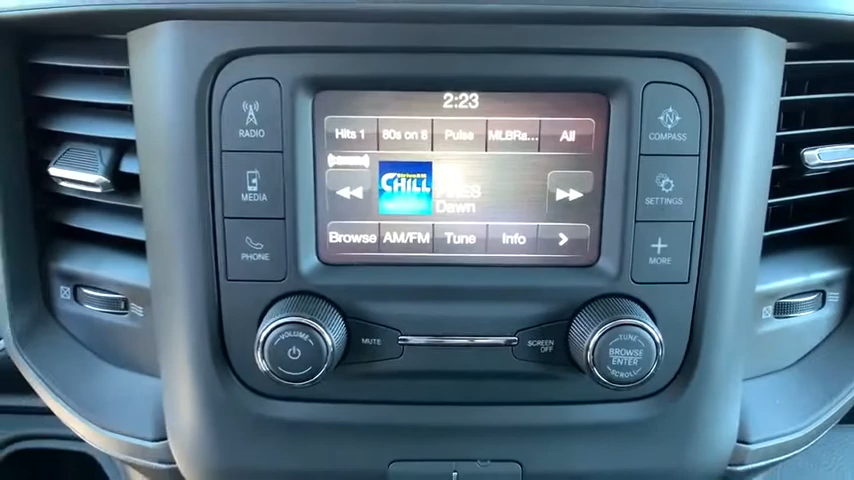 2:23
RADIO
Hits 1 80s on 8 Pulse MLBRa... All
COMPASS
SiriusXM
CHILL
MEDIA
SETTINGS
Dawn
PHONE
Browse AM/FM Tune Info
MORE
VOLUME
MUTE
SCREEN
OFF
TUNE
BROWSE
ENTER
SCROLL